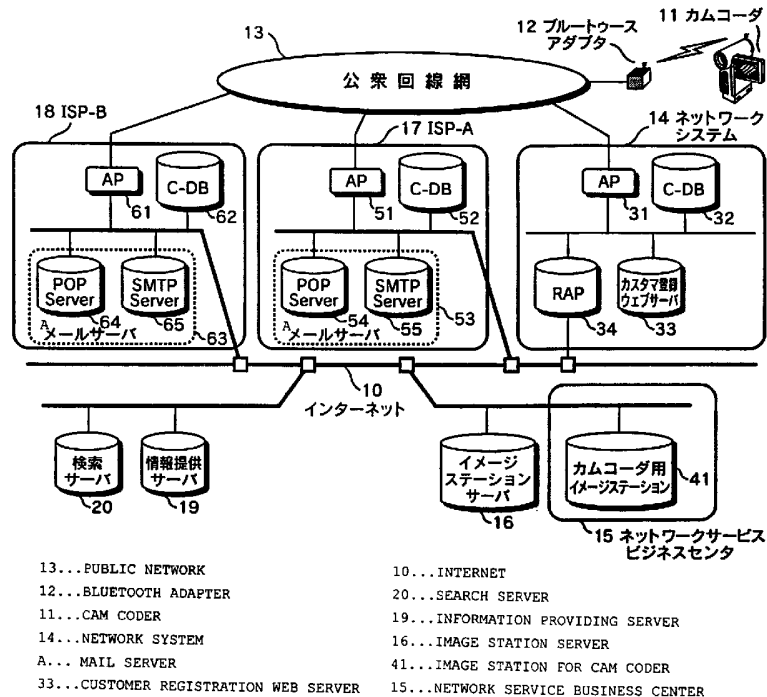 13
12 ブルートゥース
アダプタ
11 カムコーダ
公衆回線網
18 ISP-B
17 ISP-A
14 ネットワーク
システム
AP
61
C-DB
62
AP
51
C-DB
52
AP
31
C-DB
32
POP
Server
64
SMTP
Server
65
A
メールサーバ
63
POP
Server
54
SMTP
Server
55
A
メールサーバ
53
RAP
34
カスタマ登録
ウェブサーバ
33
10
インターネット
検索
サーバ
20
情報提供
サーバ
19
イメージ
ステーション
サーバ
16
カムコーダ用
イメージステーション
41
15 ネットワークサービス
ビジネスセンタ
13...PUBLIC NETWORK
12...BLUETOOTH ADAPTER
11...CAM CODER
14...NETWORK SYSTEM
A... MAIL SERVER
33...CUSTOMER REGISTRATION WEB SERVER
10...INTERNET
20...SEARCH SERVER
19...INFORMATION PROVIDING SERVER
16...IMAGE STATION SERVER
41...IMAGE STATION FOR CAM CODER
15...NETWORK SERVICE BUSINESS CENTER